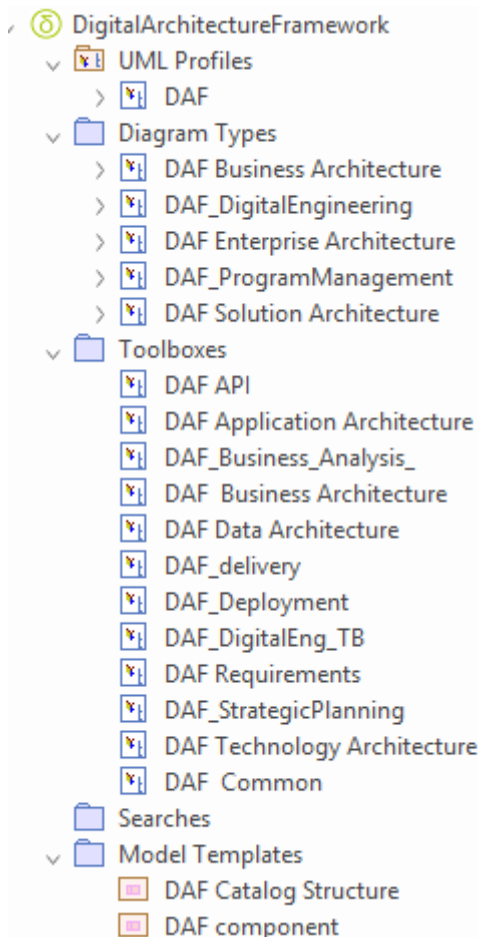 DigitalArchitectureFramework
UML Profiles
DAF
Diagram Types
DAF Business Architecture
DAF_DigitalEngineering
DAF Enterprise Architecture
DAF_ProgramManagement
DAF Solution Architecture
Toolboxes
DAF API
DAF Application Architecture
DAF_Business_Analysis_
DAF  Business Architecture
DAF Data Architecture
DAF_delivery
DAF_Deployment
DAF_DigitalEng_TB
DAF Requirements
DAF_StrategicPlanning
DAF Technology Architecture
DAF  Common
Searches
Model Templates
DAF Catalog Structure
DAF component